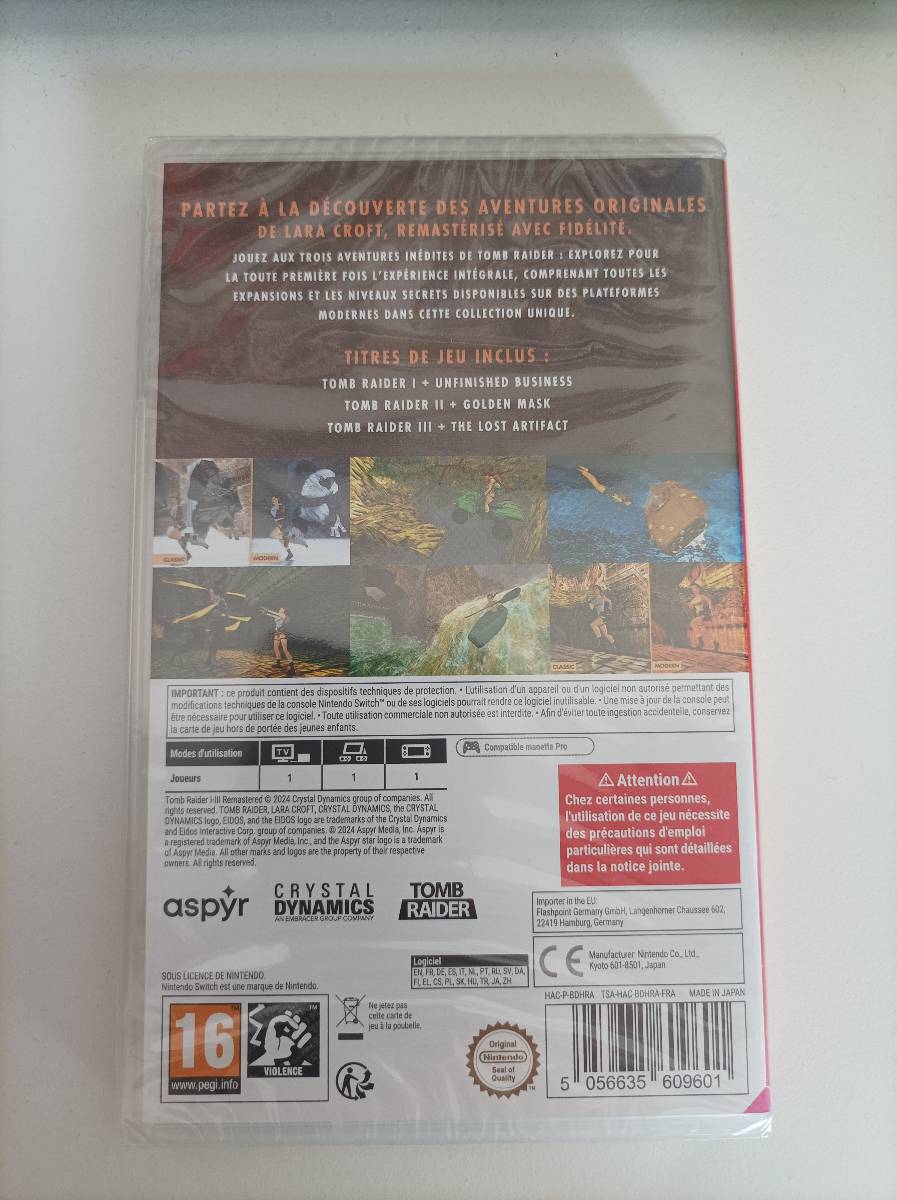 PARTEZ À LA DÉCOUVERTE DES AVENTURES ORIGINALES
DE LARA CROFT, REMASTÉRISÉ AVEC FIDÉLITÉ.
JOUEZ AUX TROIS AVENTURES INÉDITES DE TOMB RAIDER : EXPLOREZ POUR
LA TOUTE PREMIÈRE FOIS L'EXPÉRIENCE INTÉGRALE, COMPRENANT TOUTES LES
EXPANSIONS ET LES NIVEAUX SECRETS DISPONIBLES SUR DES PLATEFORMES
MODERNES DANS CETTE COLLECTION UNIQUE.
TITRES DE JEU INCLUS :
TOMB RAIDER I + UNFINISHED BUSINESS
TOMB RAIDER II + GOLDEN MASK
TOMB RAIDER III + THE LOST ARTIFACT
CLASSIC
MODERN
CLASSIC
MODERN
IMPORTANT : ce produit contient des dispositifs techniques de protection. • L'utilisation d'un appareil ou d'un logiciel non autorisé permettant des
modifications techniques de la console Nintendo Switch™ ou de ses logiciels pourrait rendre ce logiciel inutilisable. • Une mise à jour de la console peut
être nécessaire pour utiliser ce logiciel. • Toute utilisation commerciale non autorisée est interdite. • Afin d'éviter toute ingestion accidentelle, conservez
la carte de jeu hors de portée des jeunes enfants.
Modes d'utilisation
TV
Compatible manette Pro
Joueurs 1 1 1
Tomb Raider I-III Remastered © 2024 Crystal Dynamics group of companies. All
rights reserved. TOMB RAIDER, LARA CROFT, CRYSTAL DYNAMICS, the CRYSTAL
DYNAMICS logo, EIDOS, and the EIDOS logo are trademarks of the Crystal Dynamics
and Eidos Interactive Corp. group of companies. © 2024 Aspyr Media, Inc. Aspyr is
a registered trademark of Aspyr Media, Inc., and the Aspyr star logo is a trademark
of Aspyr Media. All other marks and logos are the property of their respective
owners. All rights reserved.
Attention
Chez certaines personnes,
l'utilisation de ce jeu nécessite
des précautions d'emploi
particulières qui sont détaillées
dans la notice jointe.
aspyr
CRYSTAL
DYNAMICS
AN EMBRACER GROUP COMPANY
TOMB
RAIDER
Importer in the EU:
Flashpoint Germany GmbH, Langenhorner Chaussee 602,
22419 Hamburg, Germany
CE
Manufacturer: Nintendo Co., Ltd.,
Kyoto 601-8501, Japan
Logiciel
EN, FR, DE, ES, IT, NL, PT, RU, SV, DA,
FI, EL, CS, PL, SK, HU, TR, JA, ZH
SOUS LICENCE DE NINTENDO.
Nintendo Switch est une marque de Nintendo.
HAC-P-BDHRA TSA-HAC-BDHRA-FRA MADE IN JAPAN
16
www.pegi.info
VIOLENCE
Ne jetez pas
cette carte de
jeu à la poubelle.
Original
Nintendo
Seal of
Quality
5 056635 609601